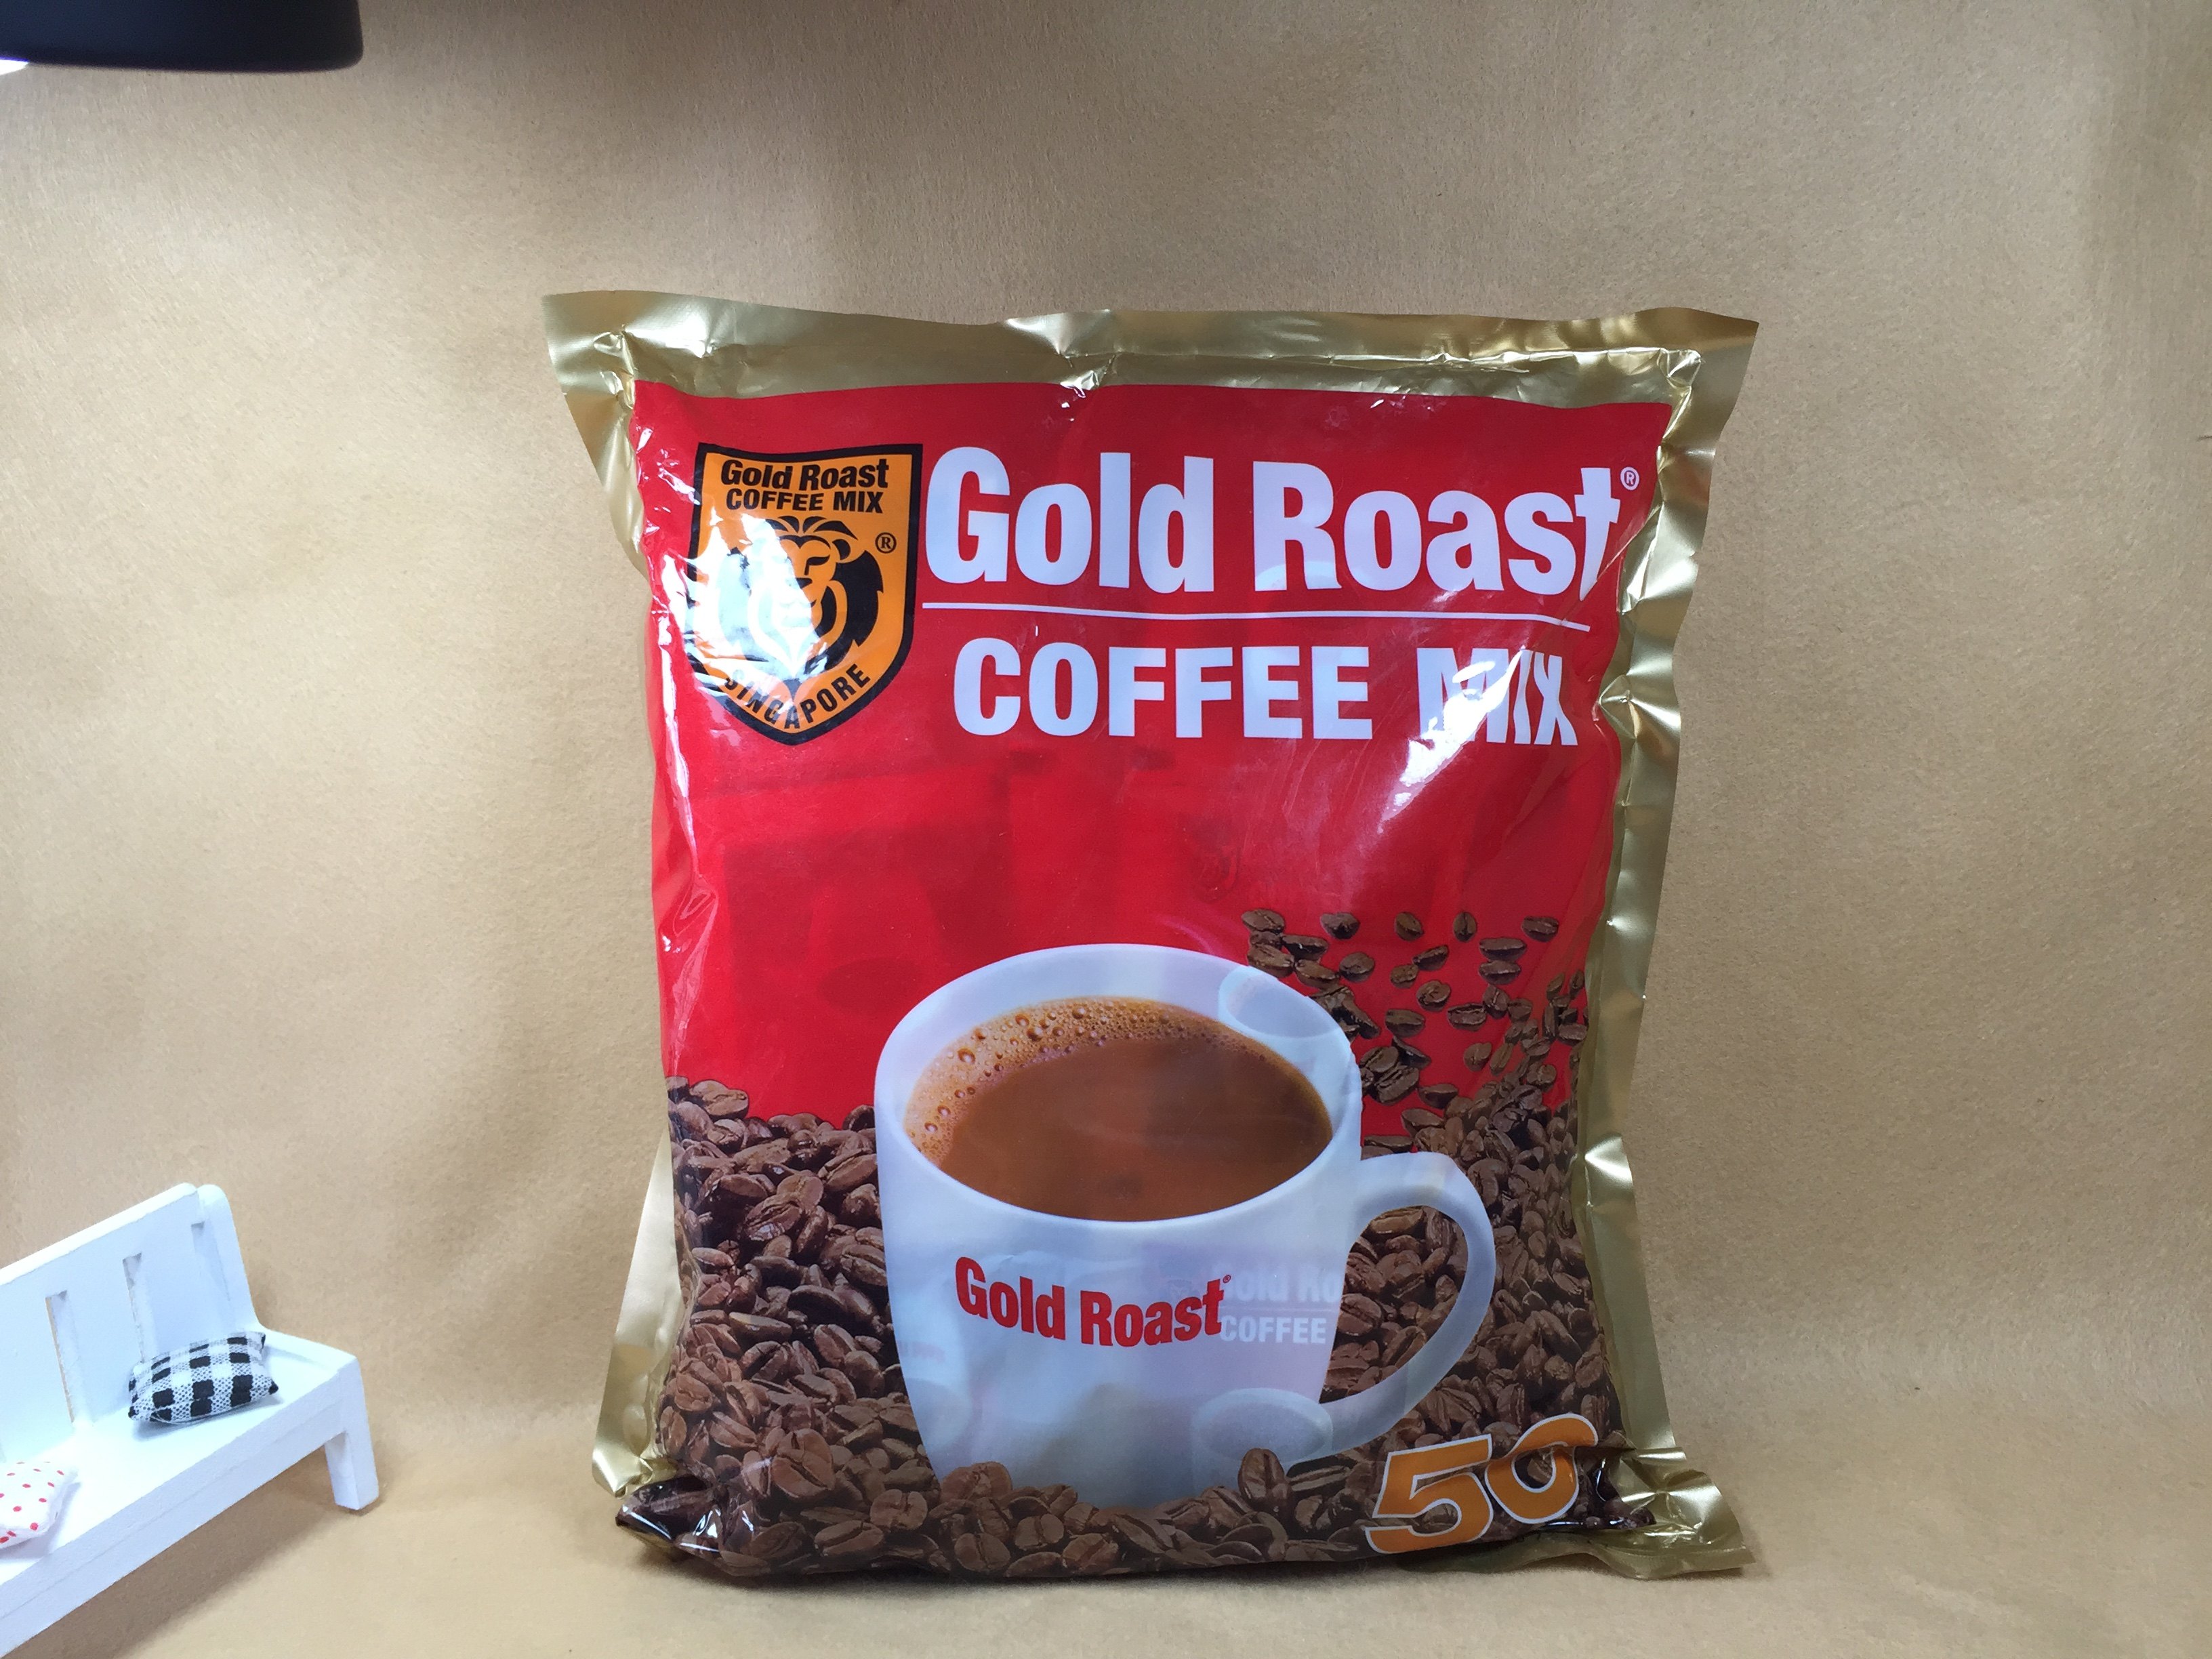 Gold Roast
COFFEE MIX
®
SINGAPORE
Gold Roast®
COFFEE MIX
Gold Roast®
COFFEE
50